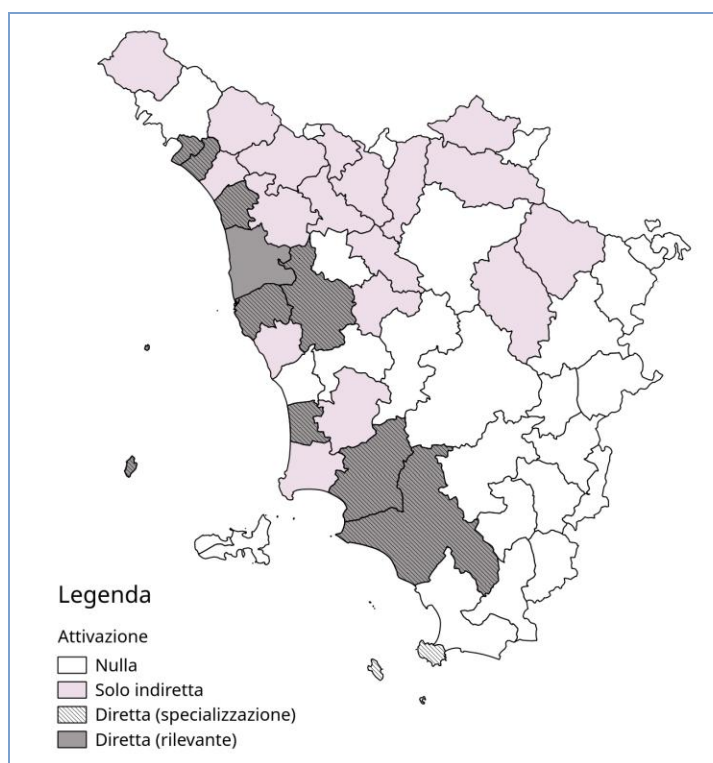 Legenda
Attivazione
Nulla
Solo indiretta
Diretta (specializzazione)
Diretta (rilevante)